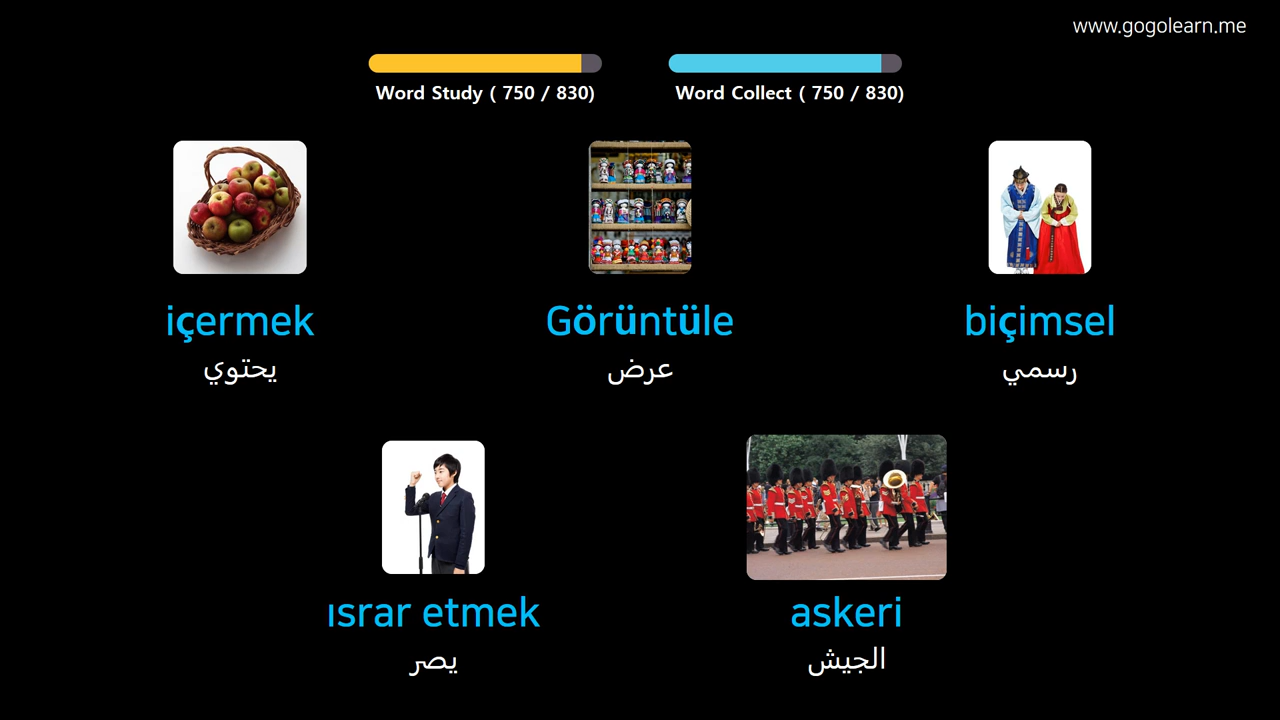 www.gogolearn.me
Word Study ( 750 / 830)
Word Collect ( 750 / 830)
içermek
يحتوي
Görüntüle
عرض
biçimsel
رسمي
ısrar etmek
يصر
askeri
الجيش